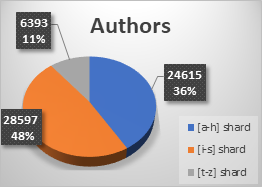 Authors
6393
11%
24615
36%
28597
48%
[a-h] shard
[i-s] shard
[t-z] shard